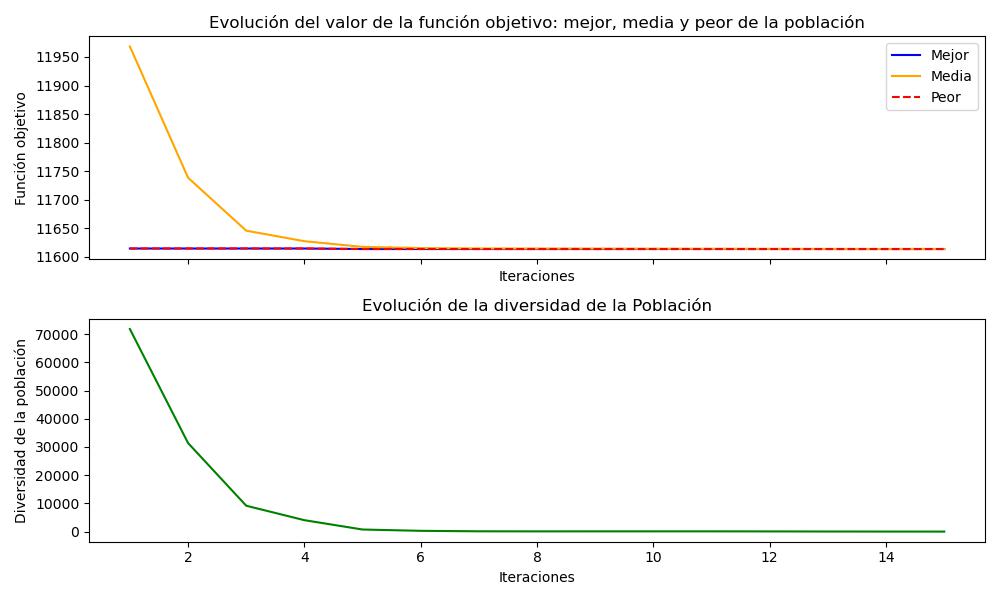 Evolución del valor de la función objetivo: mejor, media y peor de la población
11950
11900
11850
11800
11750
11700
11650
11600
Función objetivo
Mejor
Media
Peor
Iteraciones
Evolución de la diversidad de la Población
70000
60000
50000
40000
30000
20000
10000
0
Diversidad de la población
2 4 6 8 10 12 14
Iteraciones